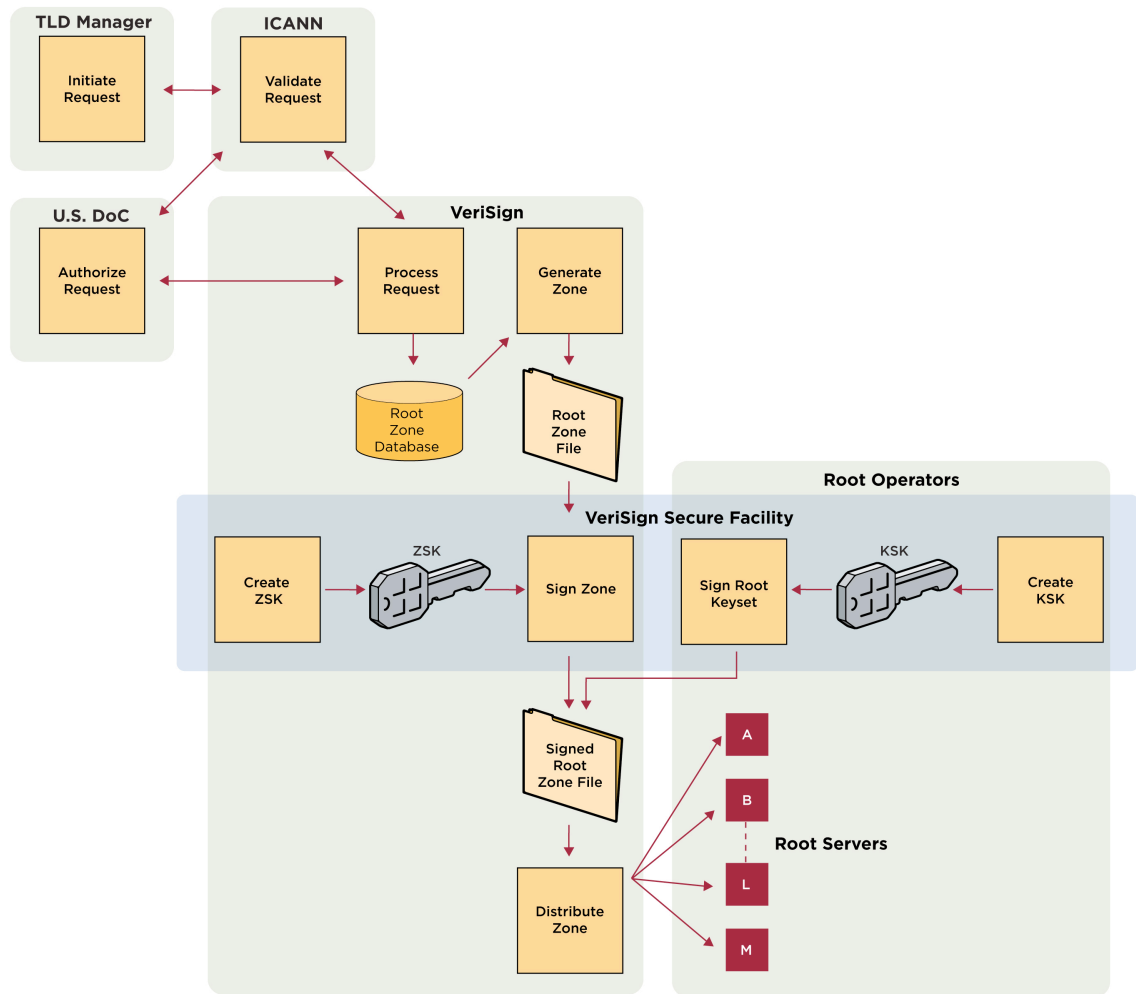 TLD Manager
Initiate
Request
ICANN
Validate
Request
U.S. DoC
Authorize
Request
VeriSign
Process
Request
Generate
Zone
Root
Zone
Database
Root
Zone
File
Root Operators
VeriSign Secure Facility
Create
ZSK
ZSK
Sign Zone
Sign Root
Keyset
KSK
Create
KSK
Signed
Root
Zone File
Distribute
Zone
A
B
Root Servers
L
M